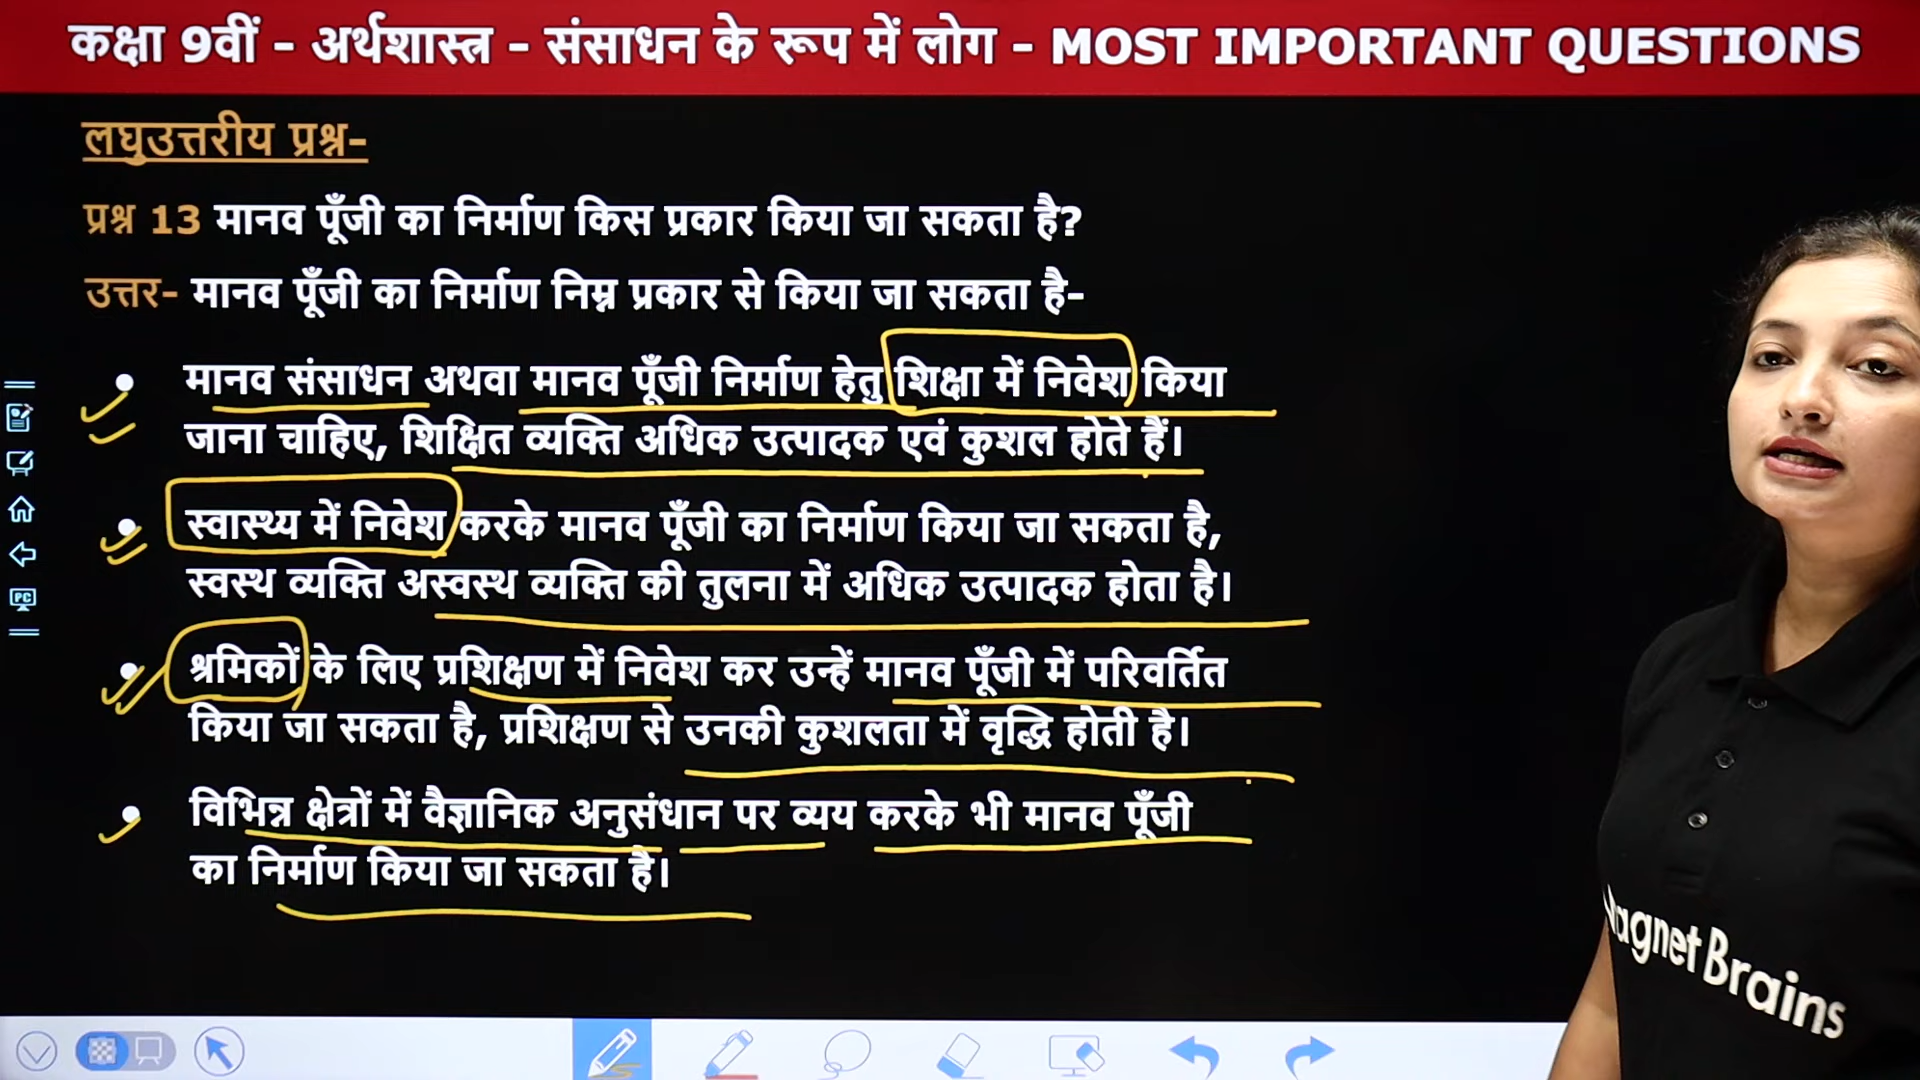 कक्षा 9वीं - अर्थशास्त्र - संसाधन के रूप में लोग - MOST IMPORTANT QUESTIONS
लघुउत्तरीय प्रश्न-
प्रश्न 13 मानव पूँजी का निर्माण किस प्रकार किया जा सकता है?
उत्तर- मानव पूँजी का निर्माण निम्न प्रकार से किया जा सकता है-
मानव संसाधन अथवा मानव पूँजी निर्माण हेतु शिक्षा में निवेश किया
जाना चाहिए, शिक्षित व्यक्ति अधिक उत्पादक एवं कुशल होते हैं।
स्वास्थ्य में निवेश करके मानव पूँजी का निर्माण किया जा सकता है,
स्वस्थ व्यक्ति अस्वस्थ व्यक्ति की तुलना में अधिक उत्पादक होता है।
श्रमिकों के लिए प्रशिक्षण में निवेश कर उन्हें मानव पूँजी में परिवर्तित
किया जा सकता है, प्रशिक्षण से उनकी कुशलता में वृद्धि होती है।
विभिन्न क्षेत्रों में वैज्ञानिक अनुसंधान पर व्यय करके भी मानव पूँजी
का निर्माण किया जा सकता है।
PC
agnet Brains